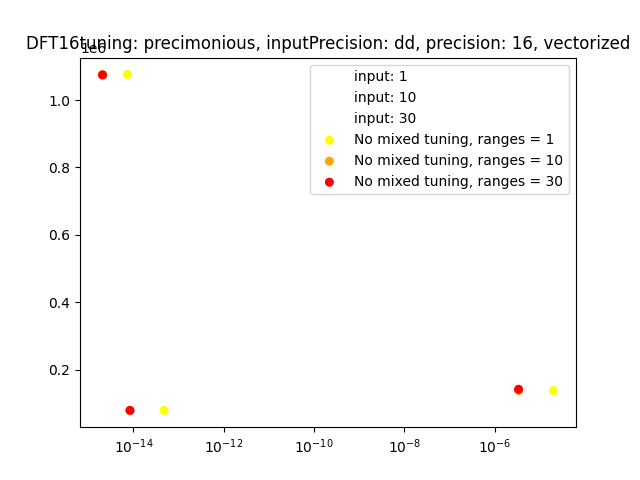 DFT16tuning: precimonious, inputPrecision: dd, precision: 16, vectorized
1e6
input: 1
input: 10
input: 30
No mixed tuning, ranges = 1
No mixed tuning, ranges = 10
No mixed tuning, ranges = 30
1.0
0.8
0.6
0.4
0.2
10⁻¹⁴ 10⁻¹² 10⁻¹⁰ 10⁻⁸ 10⁻⁶